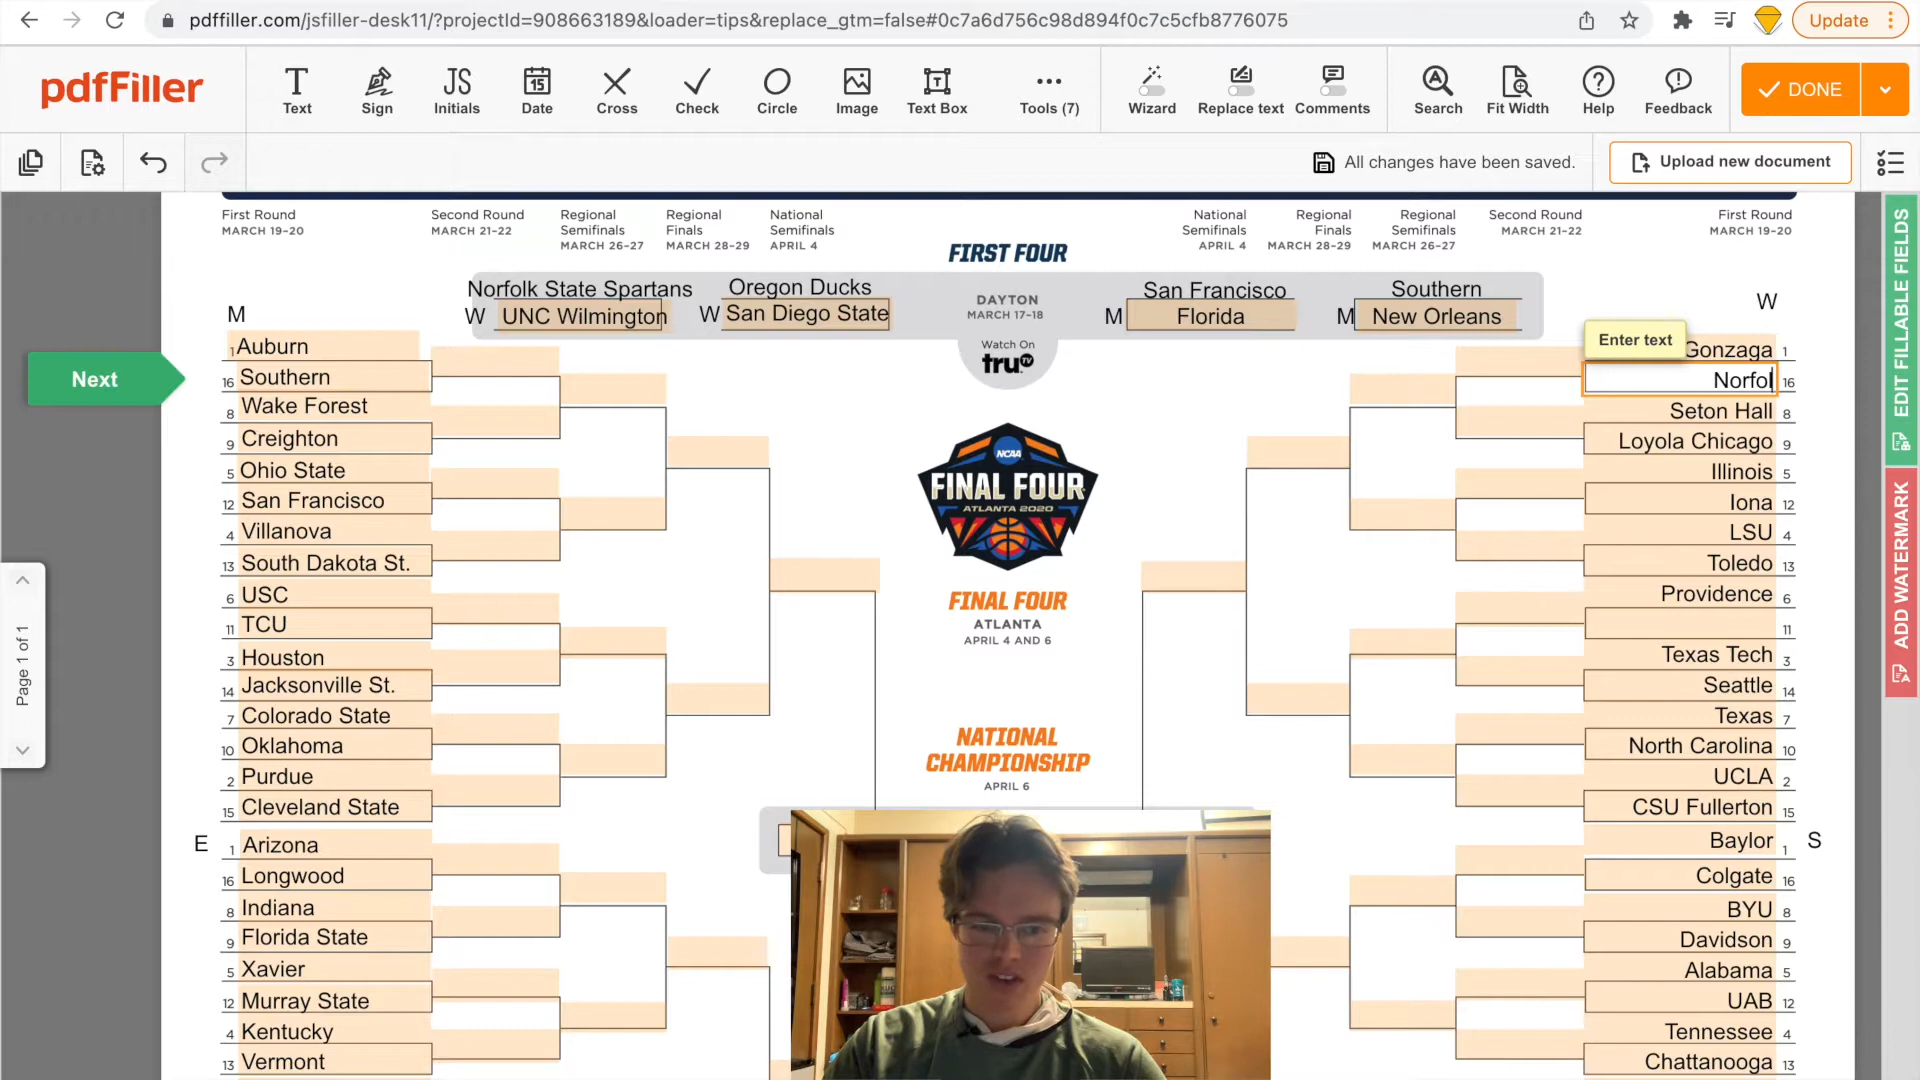 pdffiller.com/jsfiller-desk11/?projectId=908663189&loader=tips&replace_gtm=false#0c7a6d756c98d894f0c7c5cfb8776075
Update
pdfFiller
Text
Sign
JS
Initials
15
Date
Cross
Check
Circle
Image
Text Box
Tools (7)
Wizard
Replace text
Comments
Search
Fit Width
Help
Feedback
DONE
All changes have been saved.
Upload new document
First Round
MARCH 19–20
Second Round
MARCH 21–22
Regional
Semifinals
MARCH 26–27
Regional
Finals
MARCH 28–29
National
Semifinals
APRIL 4
FIRST FOUR
National
Semifinals
APRIL 4
Regional
Finals
MARCH 28–29
Regional
Semifinals
MARCH 26–27
Second Round
MARCH 21–22
First Round
MARCH 19–20
Norfolk State Spartans
W UNC Wilmington
Oregon Ducks
W San Diego State
DAYTON
MARCH 17–18
Watch On
truTV
San Francisco
M Florida
Southern
M New Orleans
M
1 Auburn
16 Southern
8 Wake Forest
9 Creighton
5 Ohio State
12 San Francisco
4 Villanova
13 South Dakota St.
6 USC
11 TCU
3 Houston
14 Jacksonville St.
7 Colorado State
10 Oklahoma
2 Purdue
15 Cleveland State
E
1 Arizona
16 Longwood
8 Indiana
9 Florida State
5 Xavier
12 Murray State
4 Kentucky
13 Vermont
Next
Page 1 of 1
NCAA
FINAL FOUR
ATLANTA 2020
FINAL FOUR
ATLANTA
APRIL 4 AND 6
NATIONAL
CHAMPIONSHIP
APRIL 6
W
Enter text
Gonzaga 1
Norfol 16
Seton Hall 8
Loyola Chicago 9
Illinois 5
Iona 12
LSU 4
Toledo 13
Providence 6
11
Texas Tech 3
Seattle 14
Texas 7
North Carolina 10
UCLA 2
CSU Fullerton 15
Baylor 1
S
Colgate 16
BYU 8
Davidson 9
Alabama 5
UAB 12
Tennessee 4
Chattanooga 13
EDIT FILLABLE FIELDS
ADD WATERMARK